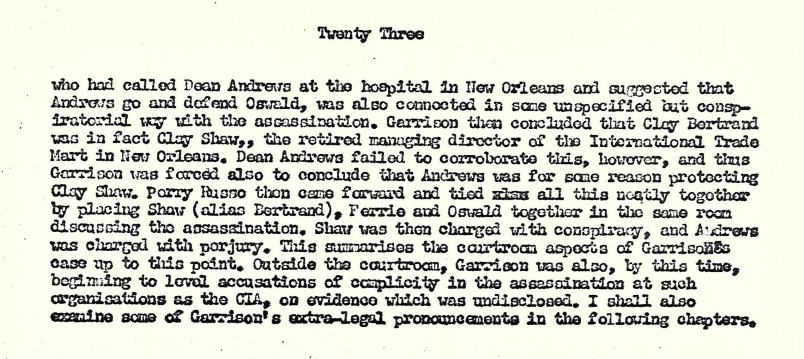 Twenty Three
who had called Dean Andrews at the hospital in New Orleans and suggested that
Andrews go and defend Oswald, was also connected in some unspecified but consp-
iratorial way with the assassination. Garrison then concluded that Clay Bertrand
was in fact Clay Shaw,, the retired managing director of the International Trade
Mart in New Orleans. Dean Andrews failed to corroborate this, however, and thus
Garrison was forced also to conclude that Andrews was for some reason protecting
Clay Shaw. Perry Russo then came forward and tied all this neatly together
by placing Shaw (alias Bertrand), Ferrie and Oswald together in the same room
discussing the assassination. Shaw was then charged with conspiracy, and Andrews
was charged with perjury. This summarises the courtroom aspects of Garrison's
case up to this point. Outside the courtroom, Garrison was also, by this time,
beginning to level accusations of complicity in the assassination at such
organisations as the CIA, on evidence which was undisclosed. I shall also
examine some of Garrison's extra-legal pronouncements in the following chapters.